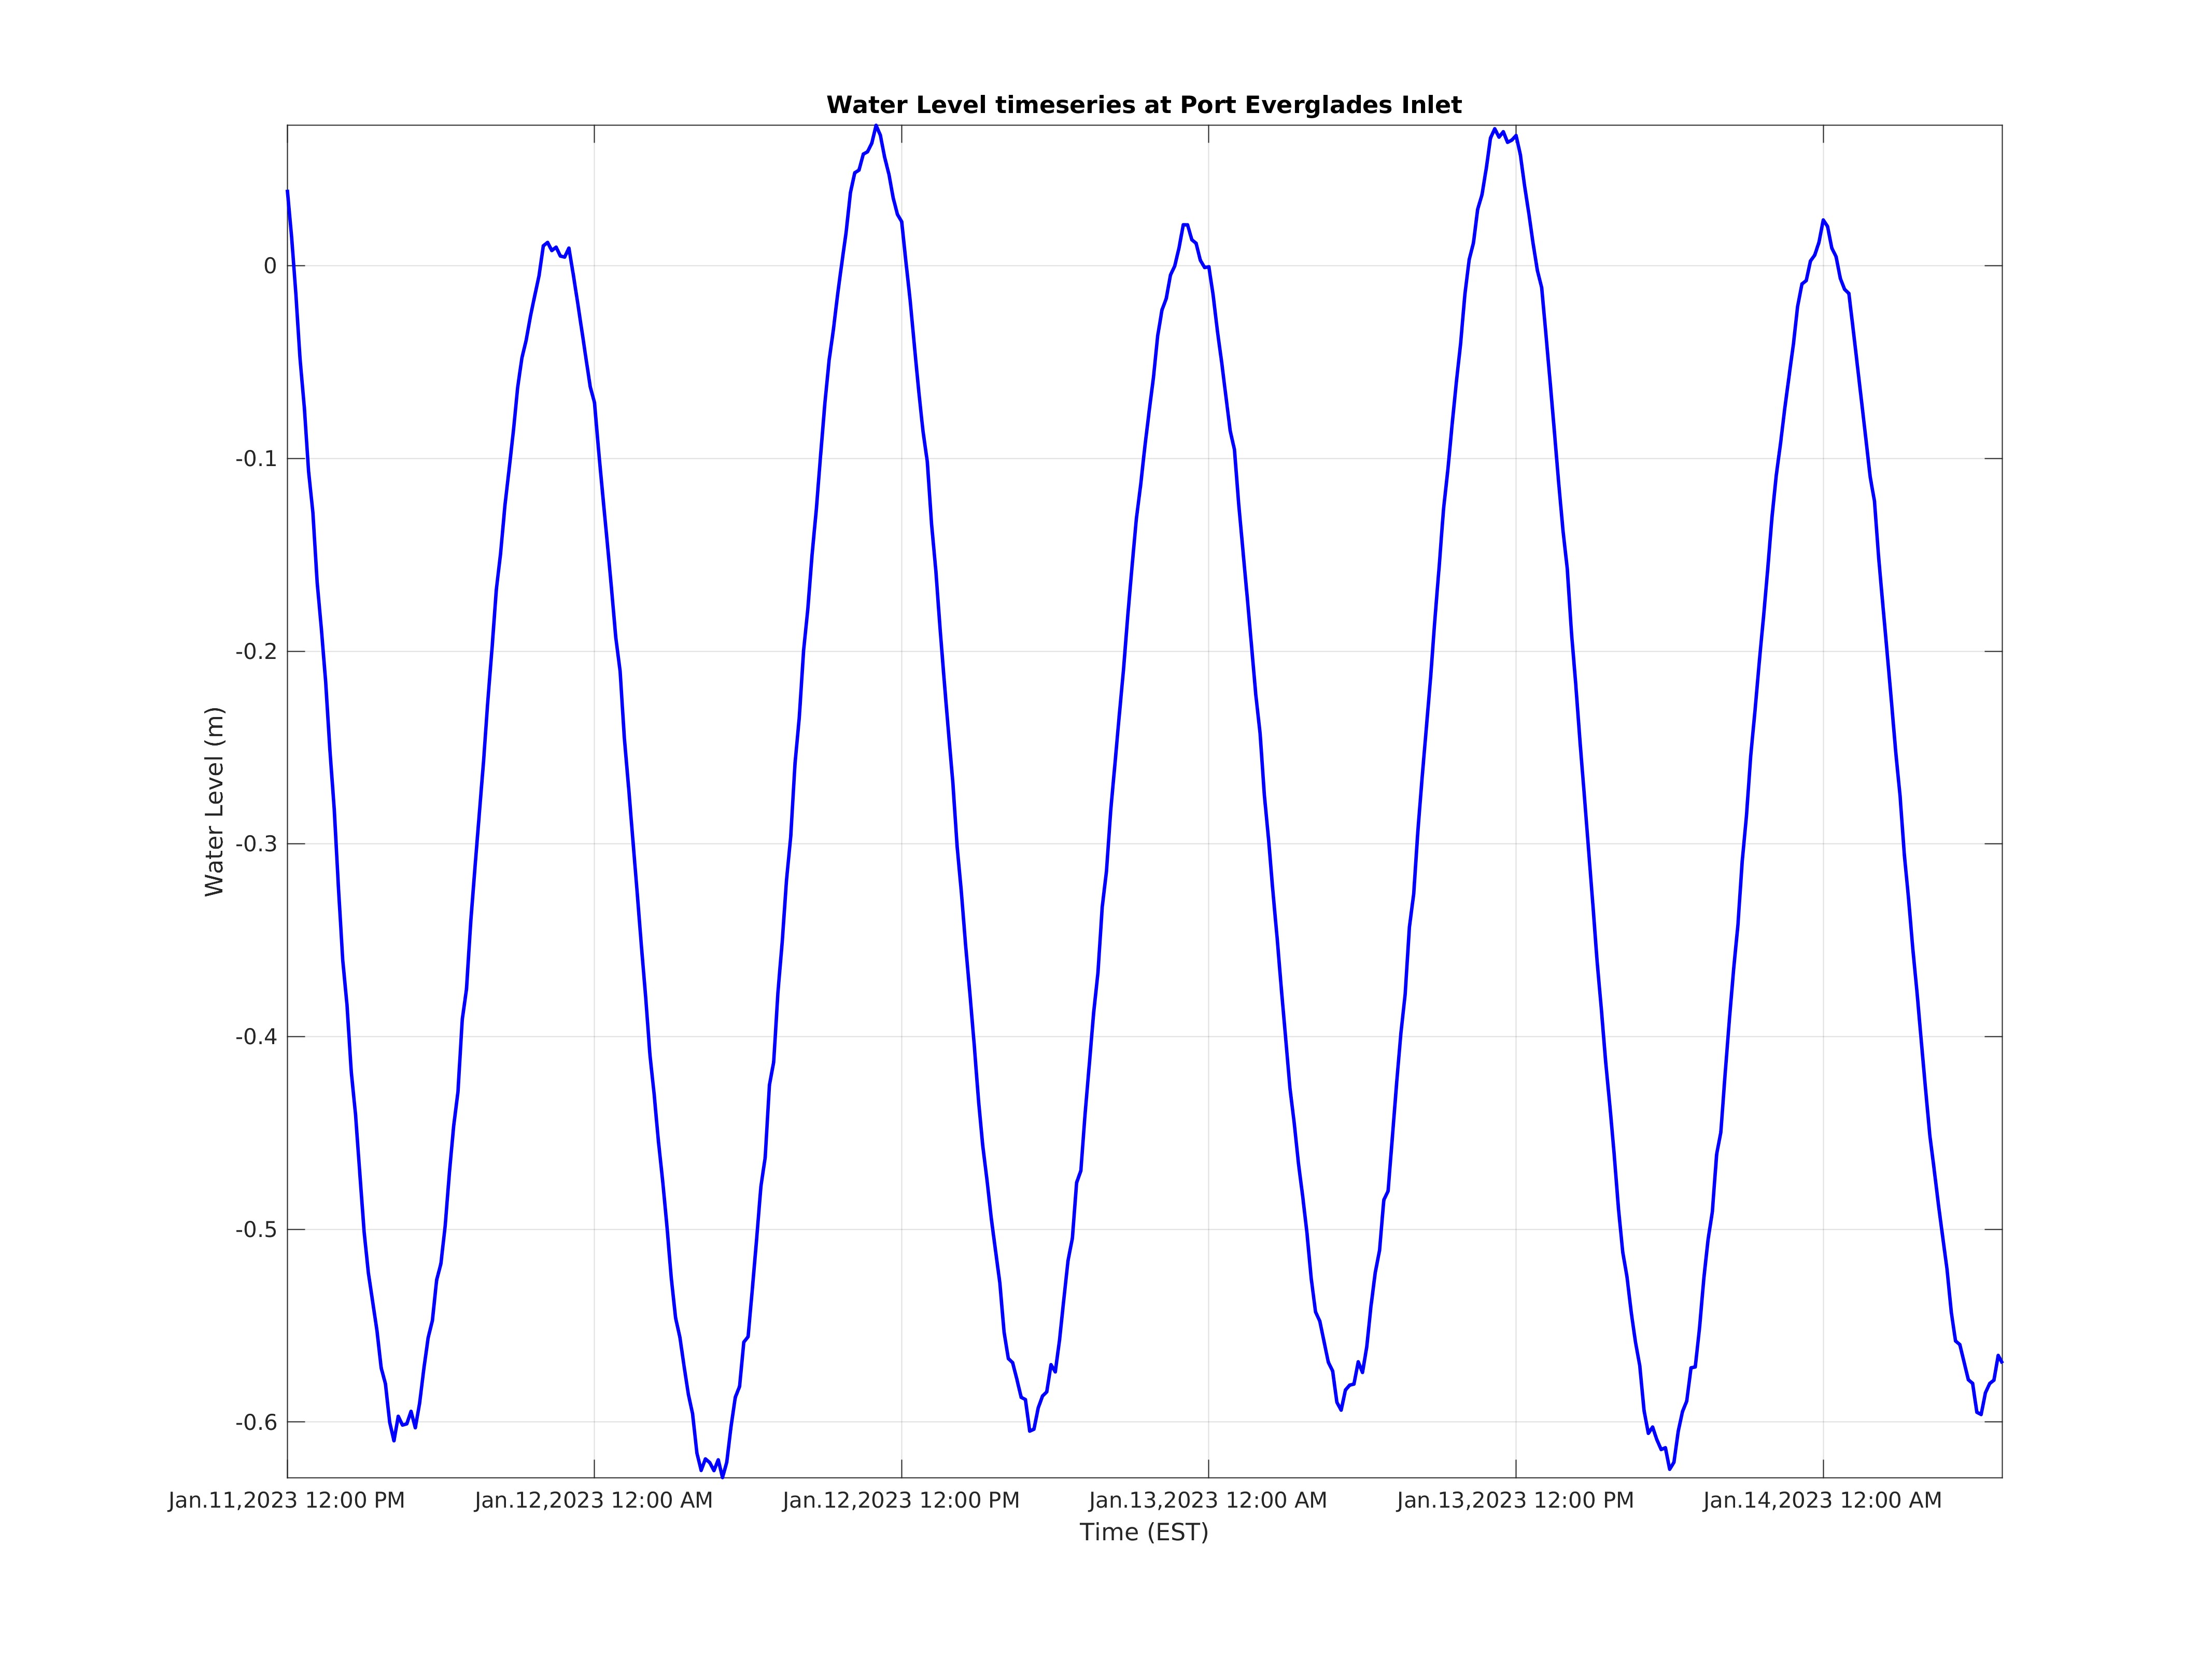 Water Level timeseries at Port Everglades Inlet
0
-0.1
-0.2
-0.3
-0.4
-0.5
-0.6
Water Level (m)
Jan.11,2023 12:00 PM
Jan.12,2023 12:00 AM
Jan.12,2023 12:00 PM
Jan.13,2023 12:00 AM
Jan.13,2023 12:00 PM
Jan.14,2023 12:00 AM
Time (EST)